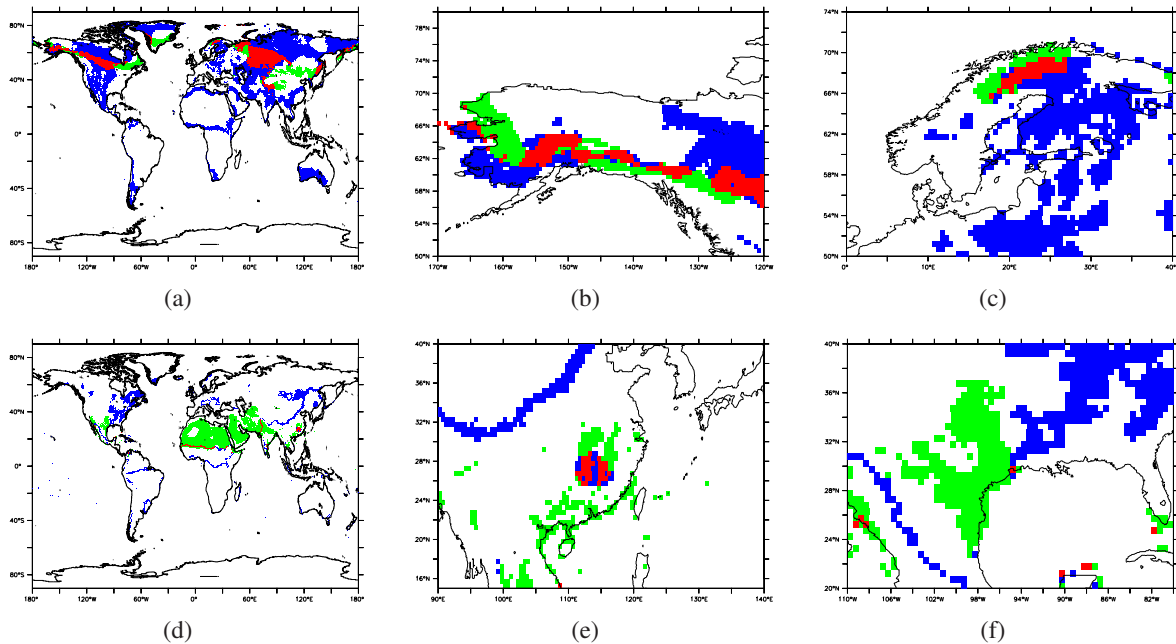 80°N
40°N
0°
40°S
80°S
180°
120°W
60°W
0°
60°E
120°E
180°
(a)
78°N
74°N
70°N
66°N
62°N
58°N
54°N
50°N
170°W
160°W
150°W
140°W
130°W
120°W
(b)
74°N
70°N
66°N
62°N
58°N
54°N
50°N
0°
10°E
20°E
30°E
40°E
(c)
80°N
40°N
0°
40°S
80°S
180°
120°W
60°W
0°
60°E
120°E
180°
(d)
40°N
36°N
32°N
28°N
24°N
20°N
16°N
90°E
100°E
110°E
120°E
130°E
140°E
(e)
40°N
36°N
32°N
28°N
24°N
20°N
110°W
106°W
102°W
98°W
94°W
90°W
86°W
82°W
(f)